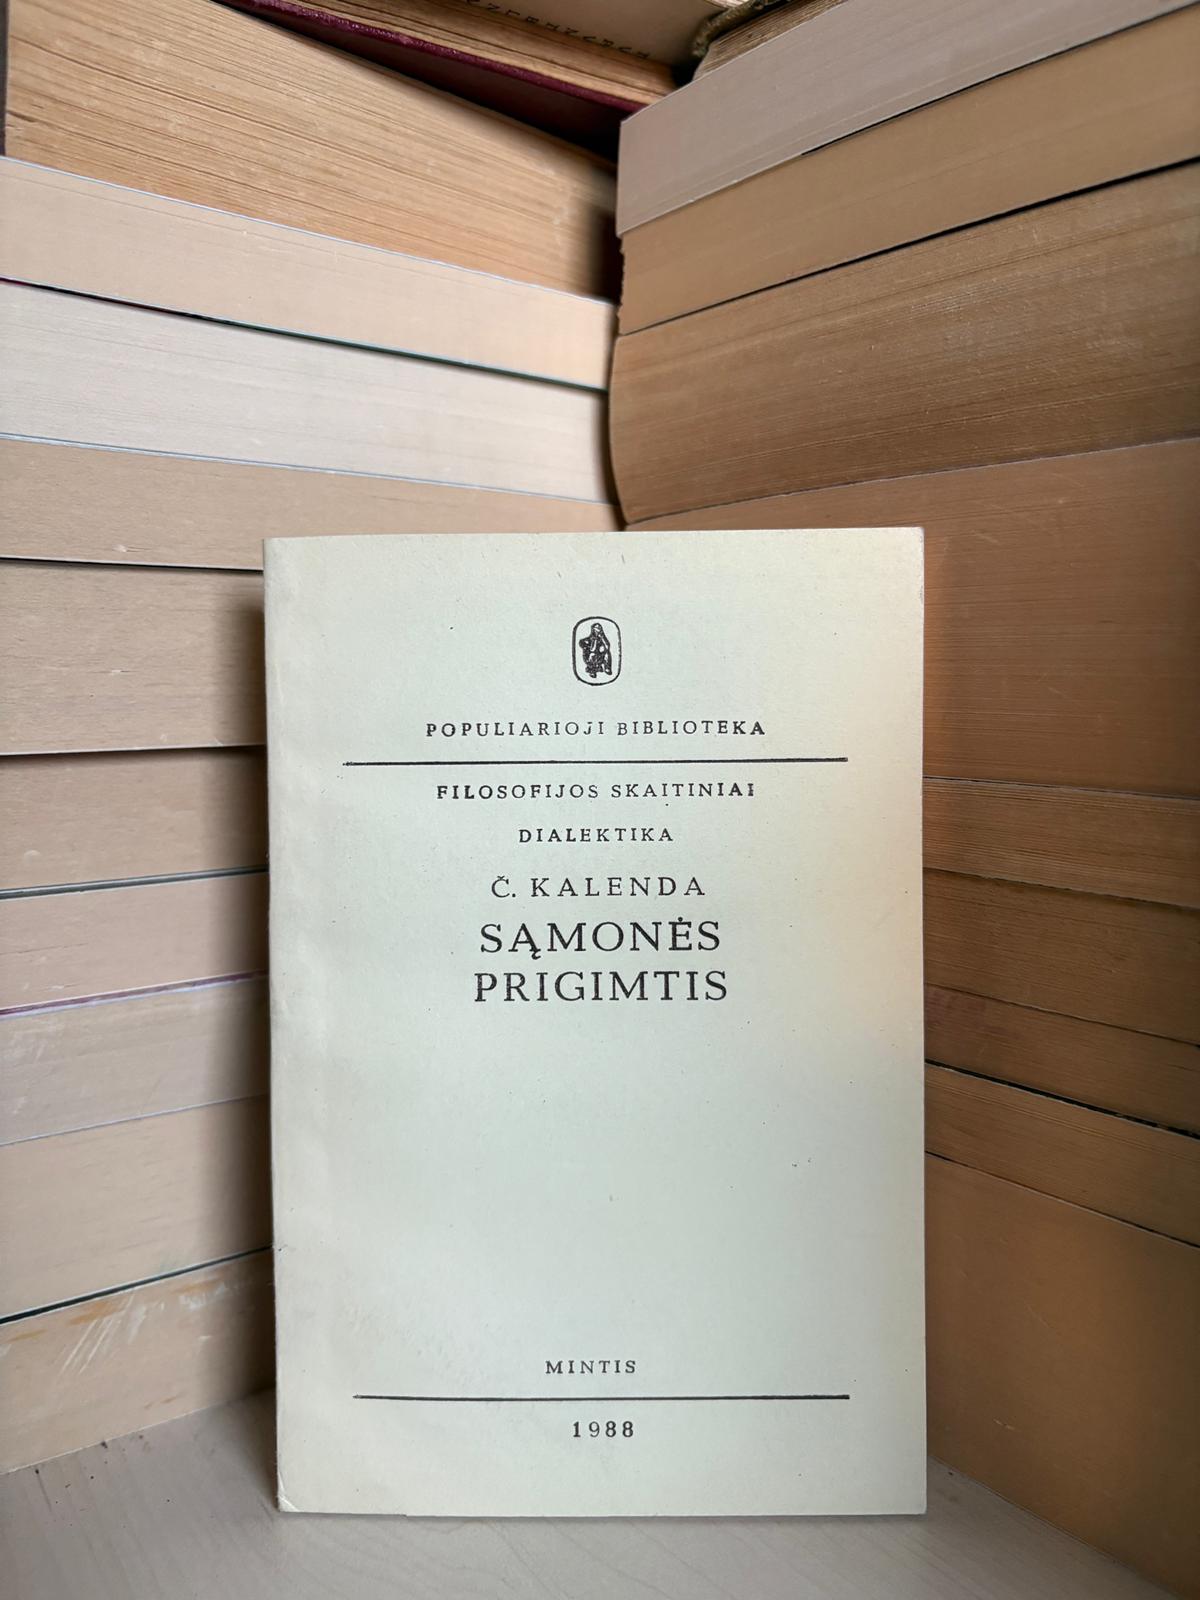 POPULIARIOJI BIBLIOTEKA
FILOSOFIJOS SKAITINIAI
DIALEKTIKA
Č. KALENDA
SĄMONĖS
PRIGIMTIS
MINTIS
1988